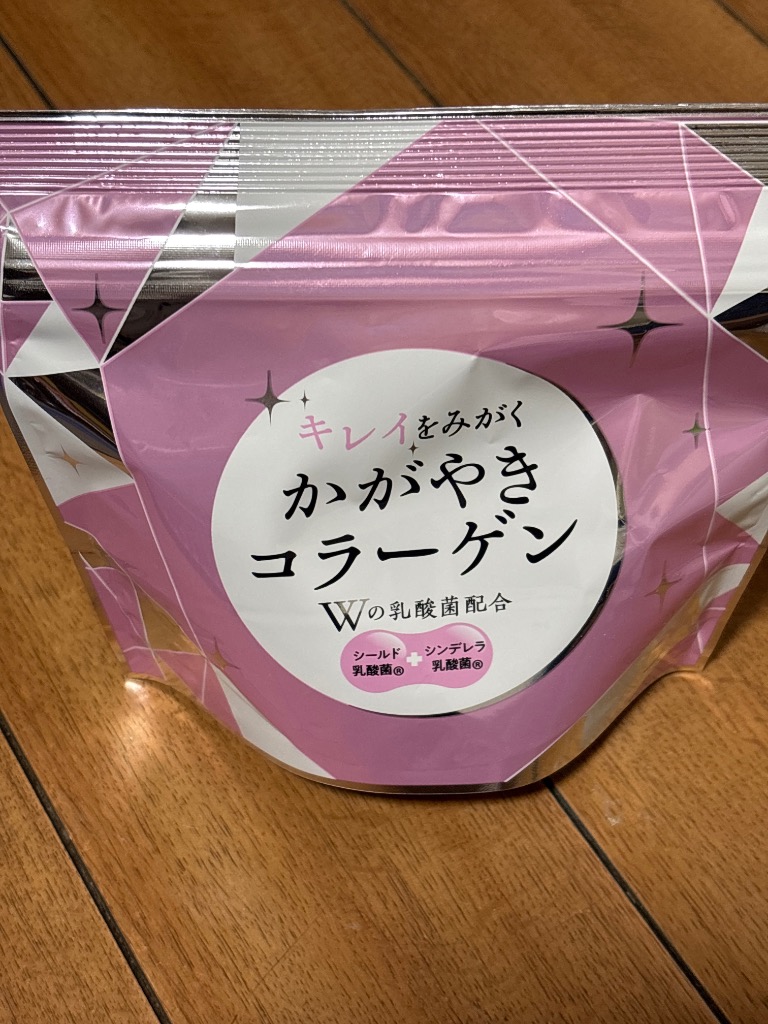 キレイをみがく
かがやき
コラーゲン
Wの乳酸菌配合
シールド
乳酸菌®
+
シンデレラ
乳酸菌®